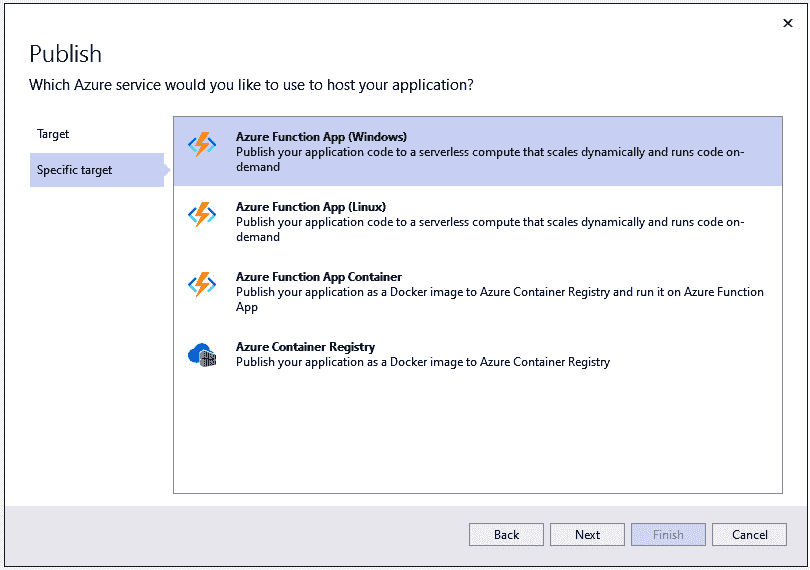 Publish
Which Azure service would you like to use to host your application?
Target
Specific target
Azure Function App (Windows)
Publish your application code to a serverless compute that scales dynamically and runs code on-
demand
Azure Function App (Linux)
Publish your application code to a serverless compute that scales dynamically and runs code on-
demand
Azure Function App Container
Publish your application as a Docker image to Azure Container Registry and run it on Azure Function
App
Azure Container Registry
Publish your application as a Docker image to Azure Container Registry
Back
Next
Finish
Cancel